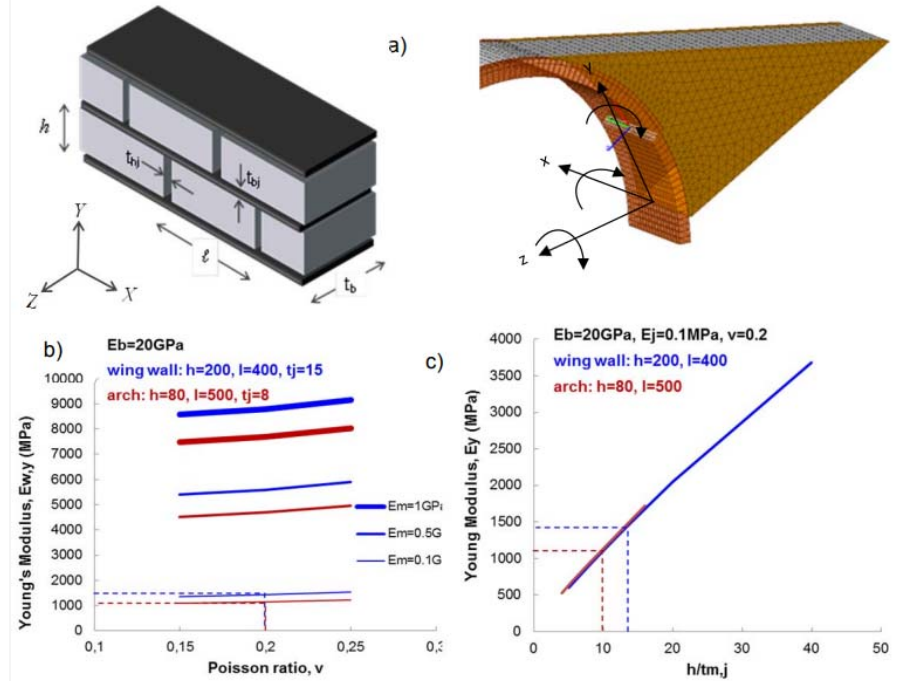 a)
h
t_hj
t_bj
ℓ
t_b
Y
Z
X
Y
x
z
b)
Eb=20GPa
wing wall: h=200, l=400, tj=15
arch: h=80, l=500, tj=8
Young's Modulus, Ew,y (MPa)
10000
9000
8000
7000
6000
5000
4000
3000
2000
1000
0
0,1
0,15
0,2
0,25
Poisson ratio, v
Em=1GPa
Em=0.5G
Em=0.1G
c)
Eb=20GPa, Ej=0.1MPa, v=0.2
wing wall: h=200, l=400
arch: h=80, l=500
Young Modulus, Ey (MPa)
4000
3500
3000
2500
2000
1500
1000
500
0
0
10
20
30
40
50
h/tm,j